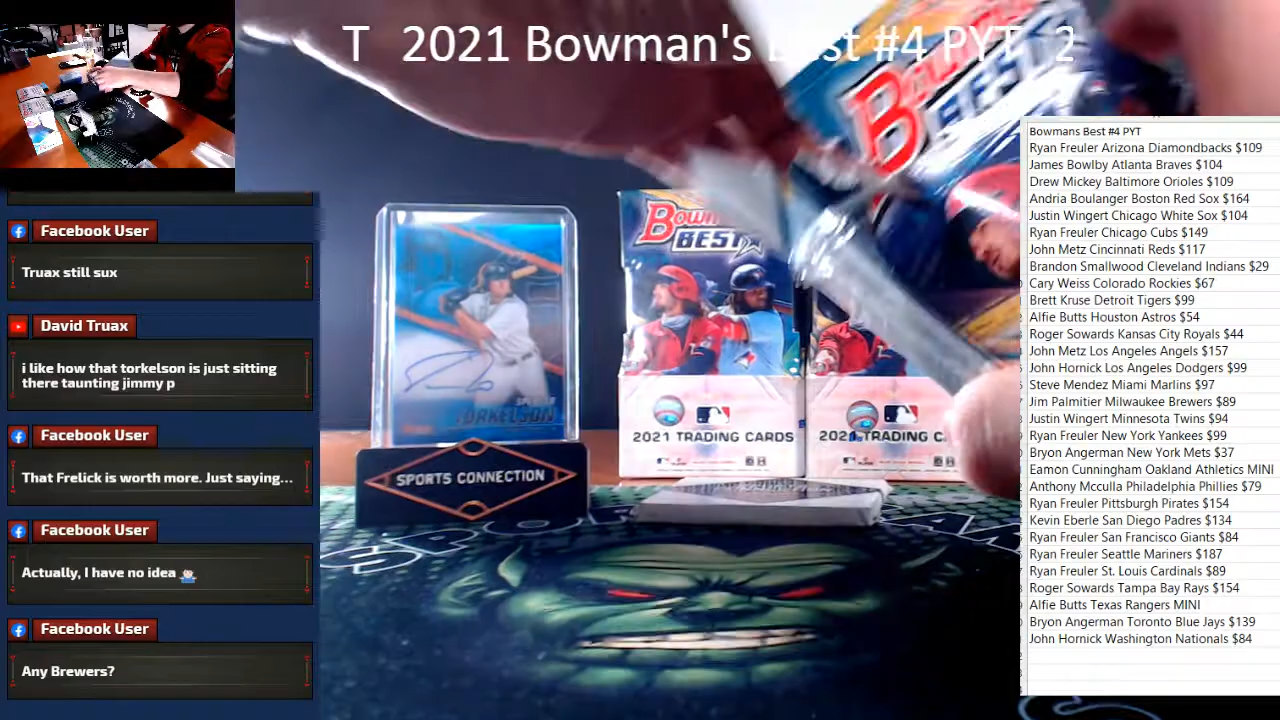 T 2021 Bowman's Best #4 PYT 2
Facebook User
Truax still sux
David Truax
i like how that torkelson is just sitting
there taunting jimmy p
Facebook User
That Frelick is worth more. Just saying...
Facebook User
Actually, I have no idea 🤷🏻‍♂️
Facebook User
Any Brewers?
TORKELSON
SPORTS CONNECTION
BEST
MLB
2021 TRADING CARDS
MLB
TRADING C
Bowmans Best #4 PYT
Ryan Freuler Arizona Diamondbacks $109
James Bowlby Atlanta Braves $104
Drew Mickey Baltimore Orioles $109
Andria Boulanger Boston Red Sox $164
Justin Wingert Chicago White Sox $104
Ryan Freuler Chicago Cubs $149
John Metz Cincinnati Reds $117
Brandon Smallwood Cleveland Indians $29
Cary Weiss Colorado Rockies $67
Brett Kruse Detroit Tigers $99
Alfie Butts Houston Astros $54
Roger Sowards Kansas City Royals $44
John Metz Los Angeles Angels $157
John Hornick Los Angeles Dodgers $99
Steve Mendez Miami Marlins $97
Jim Palmitier Milwaukee Brewers $89
Justin Wingert Minnesota Twins $94
Ryan Freuler New York Yankees $99
Bryon Angerman New York Mets $37
Eamon Cunningham Oakland Athletics MINI
Anthony Mcculla Philadelphia Phillies $79
Ryan Freuler Pittsburgh Pirates $154
Kevin Eberle San Diego Padres $134
Ryan Freuler San Francisco Giants $84
Ryan Freuler Seattle Mariners $187
Ryan Freuler St. Louis Cardinals $89
Roger Sowards Tampa Bay Rays $154
Alfie Butts Texas Rangers MINI
Bryon Angerman Toronto Blue Jays $139
John Hornick Washington Nationals $84